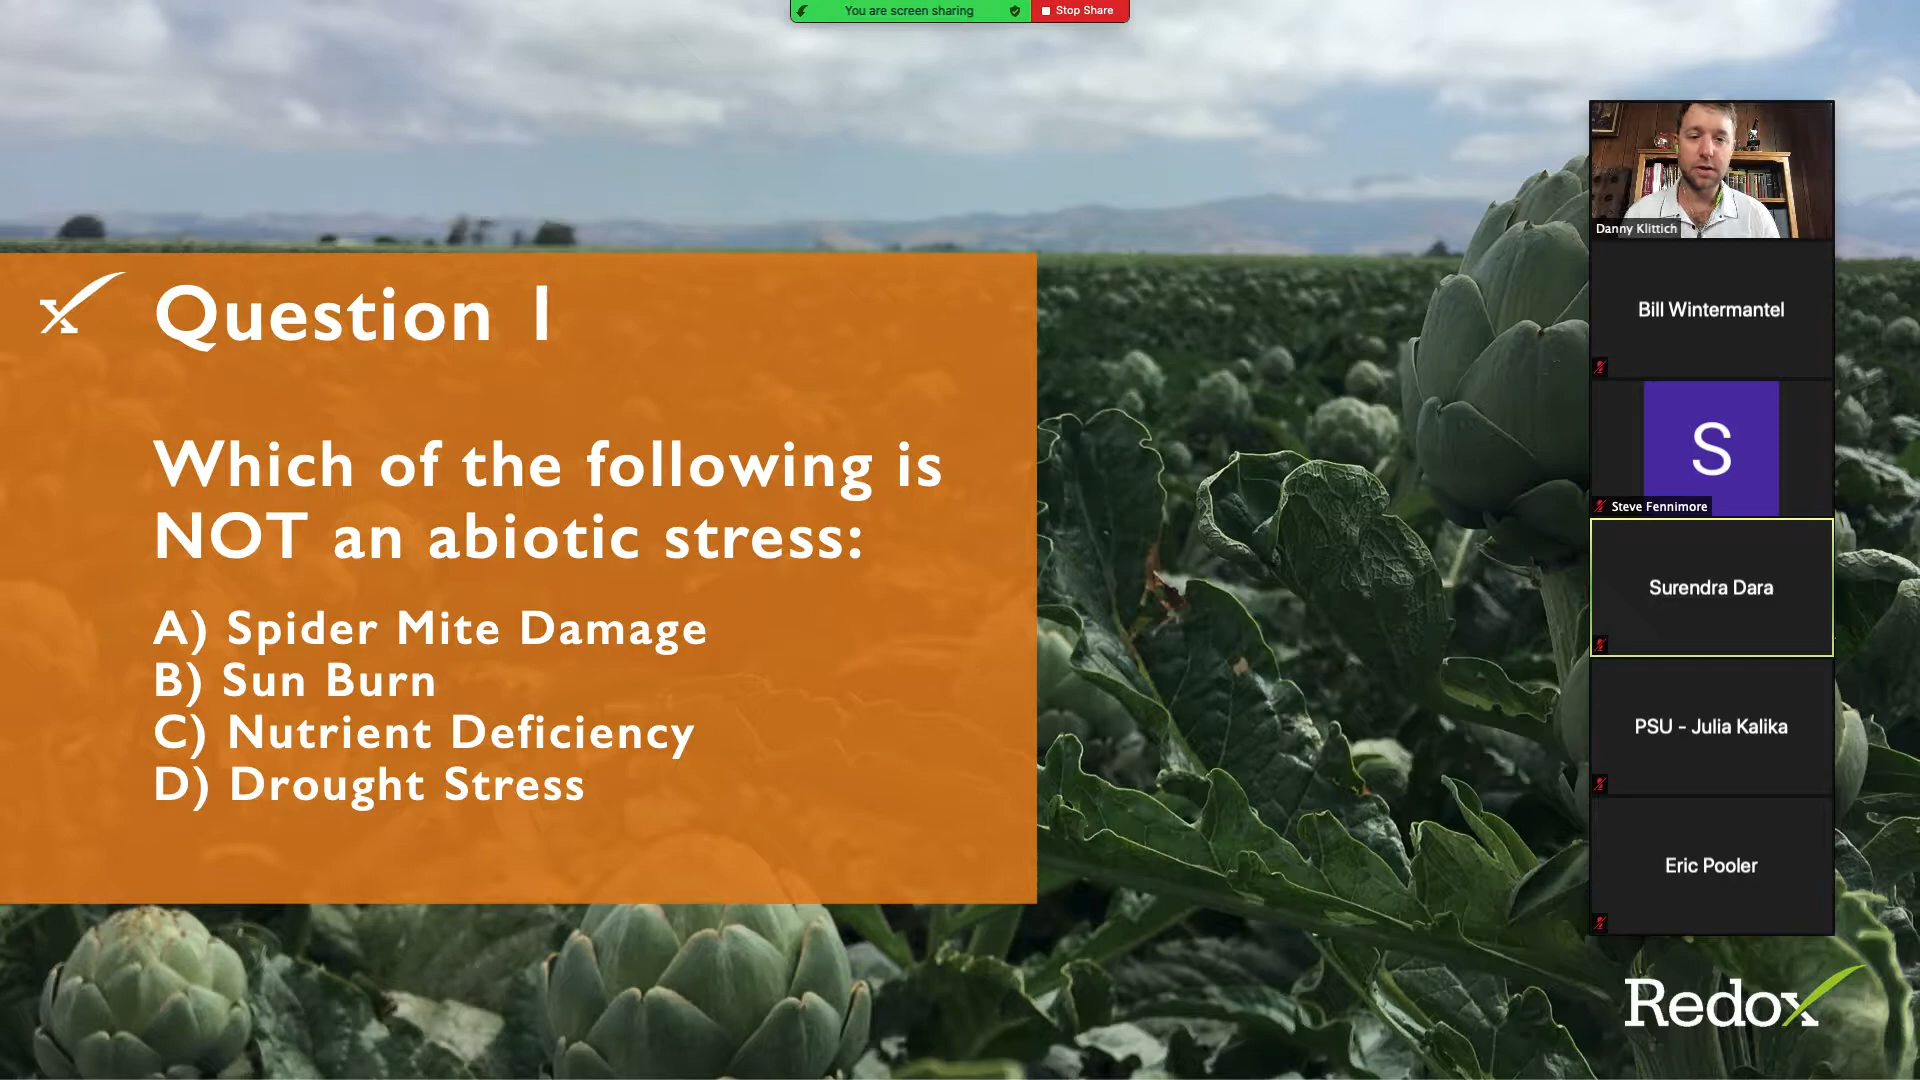 You are screen sharing
Stop Share
Question 1
Which of the following is
NOT an abiotic stress:
A) Spider Mite Damage
B) Sun Burn
C) Nutrient Deficiency
D) Drought Stress
Danny Klittich
Bill Wintermantel
S
Steve Fennimore
Surendra Dara
PSU - Julia Kalika
Eric Pooler
Redox